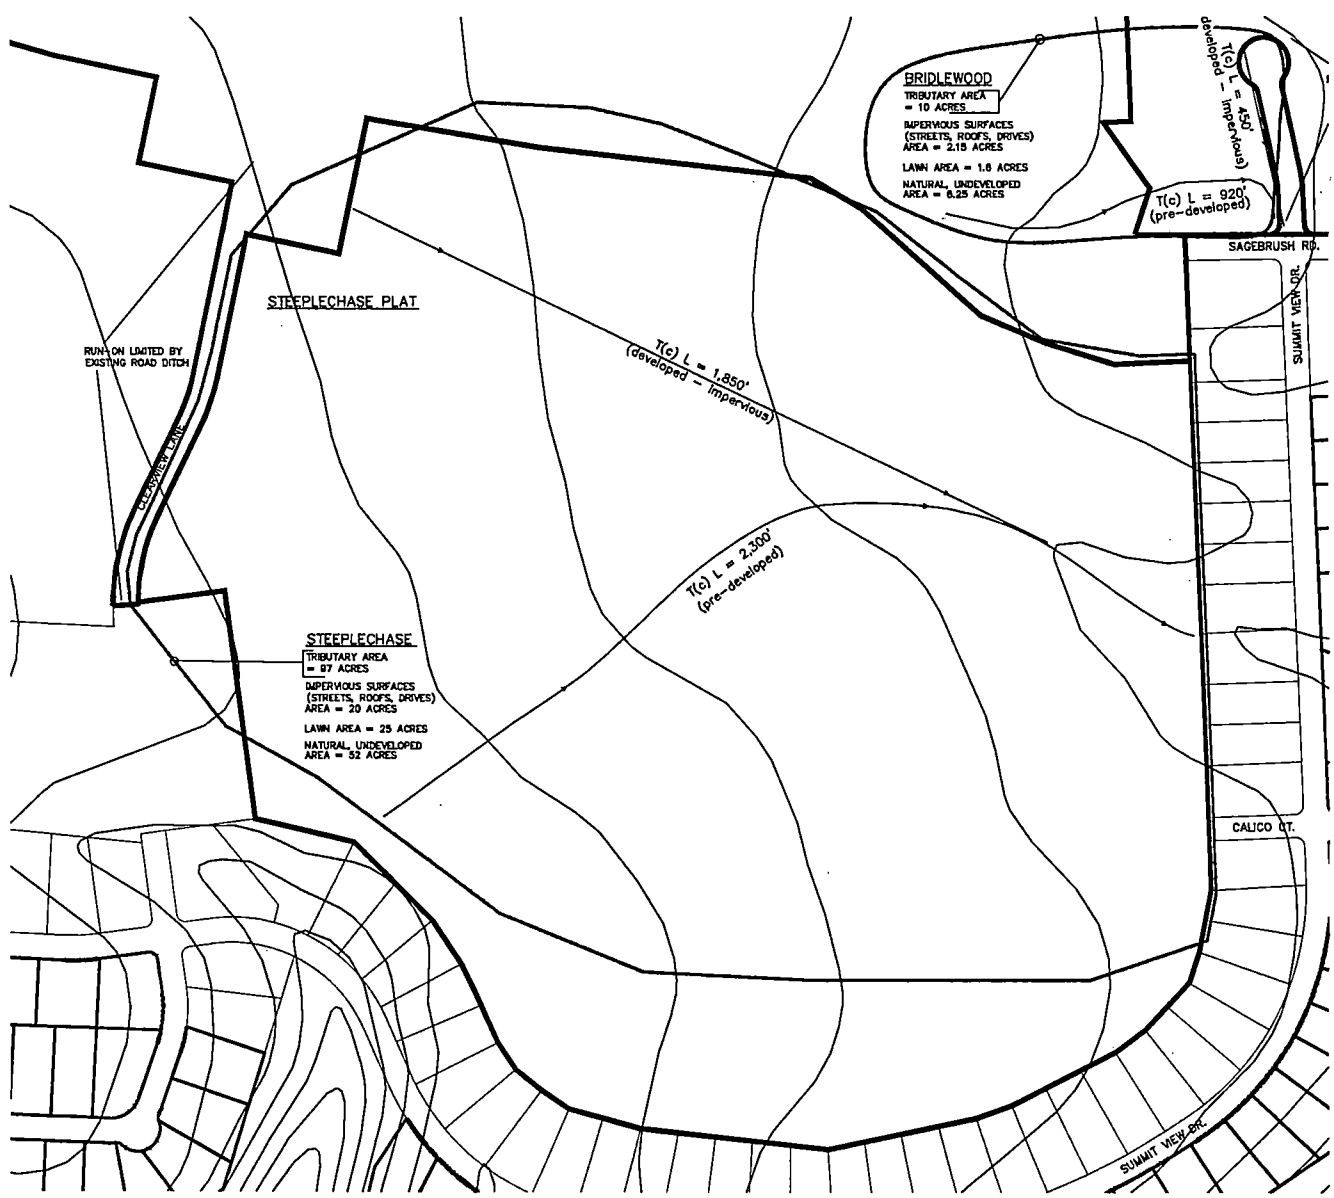 BRIDLEWOOD
TRIBUTARY AREA
= 10 ACRES
IMPERVIOUS SURFACES
(STREETS, ROOFS, DRIVES)
AREA = 2.15 ACRES
LAWN AREA = 1.6 ACRES
NATURAL, UNDEVELOPED
AREA = 6.25 ACRES
T(c) L = 450'
(developed - impervious)
T(c) L = 920'
(pre-developed)
SAGEBRUSH RD.
SUMMIT VIEW DR.
STEEPLECHASE PLAT
RUN-ON LIMITED BY
EXISTING ROAD DITCH
T(c) L = 1,850'
(developed - impervious)
CLEARVIEW LANE
T(c) L = 2,300'
(pre-developed)
STEEPLECHASE
TRIBUTARY AREA
= 97 ACRES
IMPERVIOUS SURFACES
(STREETS, ROOFS, DRIVES)
AREA = 20 ACRES
LAWN AREA = 25 ACRES
NATURAL, UNDEVELOPED
AREA = 52 ACRES
CALICO CT.
SUMMIT VIEW DR.